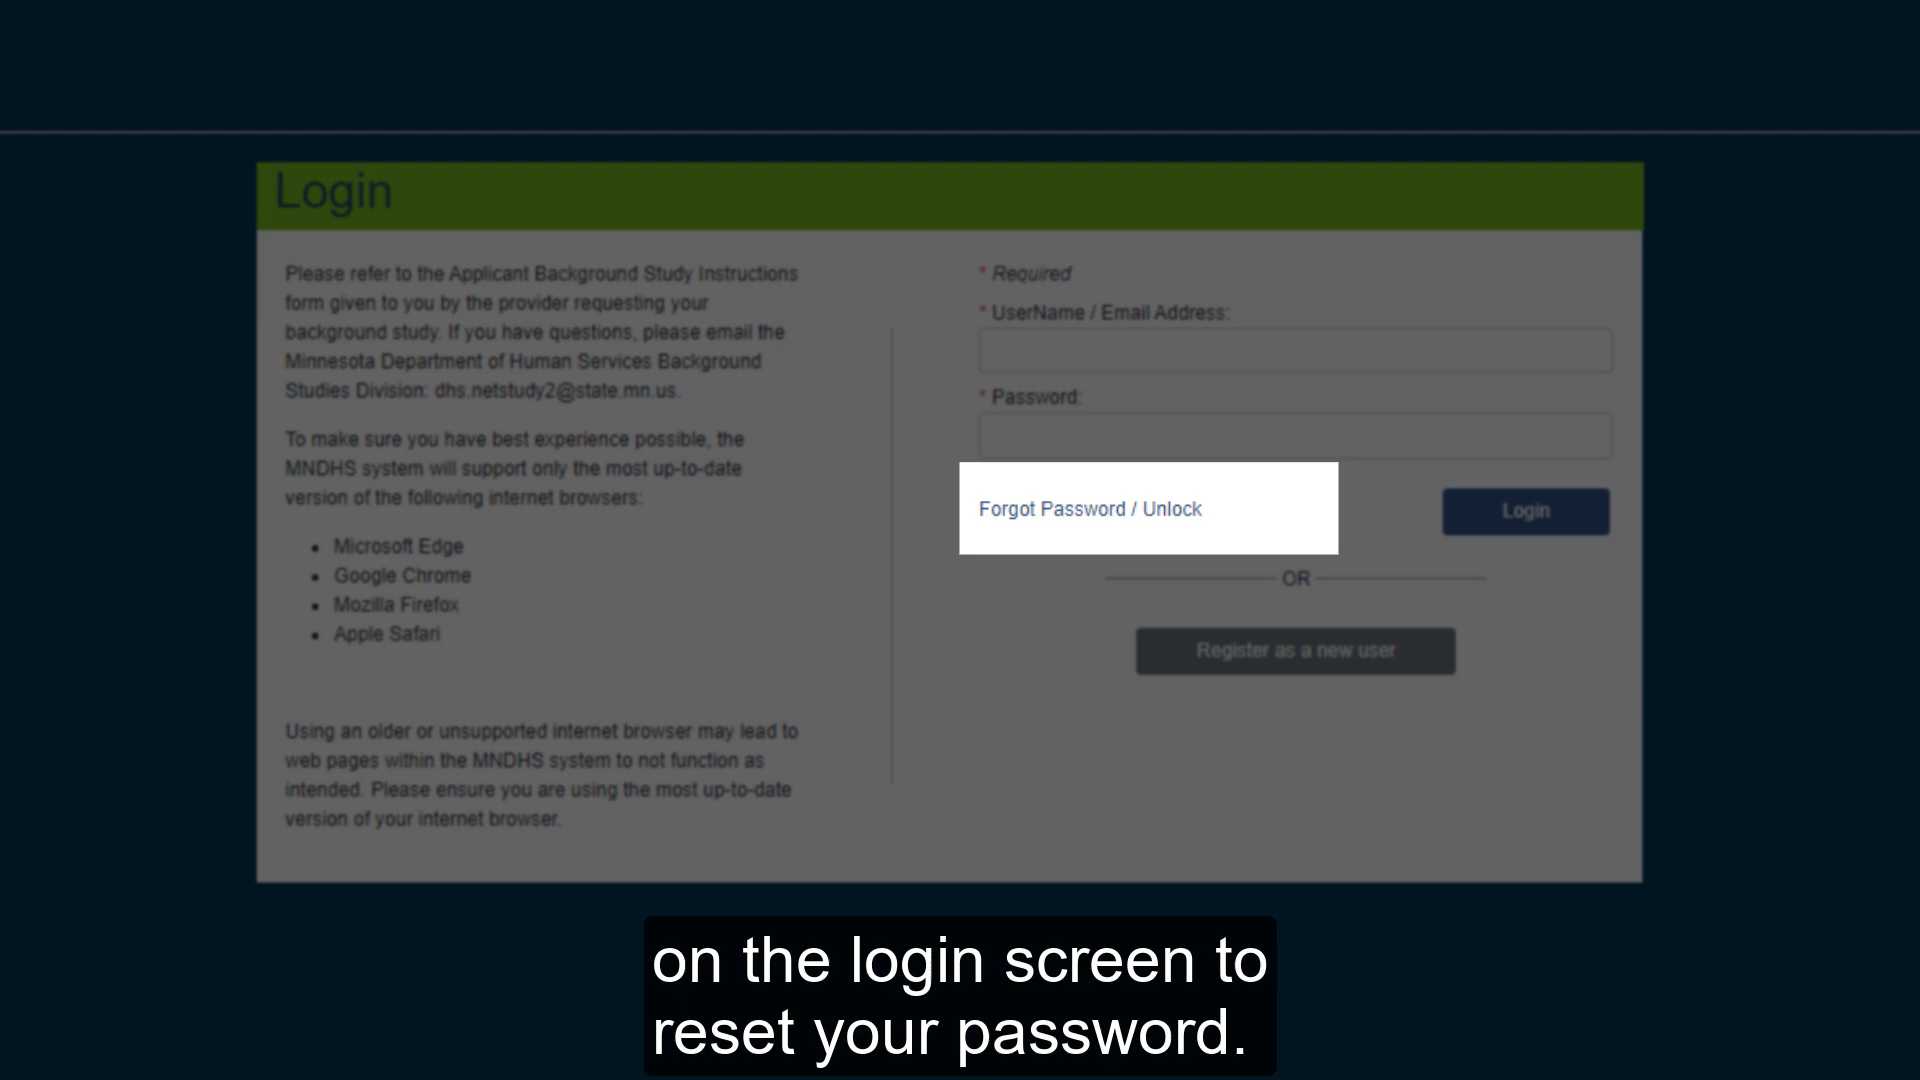 Login
Please refer to the Applicant Background Study Instructions
form given to you by the provider requesting your
background study. If you have questions, please email the
Minnesota Department of Human Services Background
Studies Division: dhs.netstudy2@state.mn.us.
To make sure you have best experience possible, the
MNDHS system will support only the most up-to-date
version of the following internet browsers:
• Microsoft Edge
• Google Chrome
• Mozilla Firefox
• Apple Safari
Using an older or unsupported internet browser may lead to
web pages within the MNDHS system to not function as
intended. Please ensure you are using the most up-to-date
version of your internet browser.
* Required
* UserName / Email Address:
* Password:
Forgot Password / Unlock
Login
OR
Register as a new user
on the login screen to
reset your password.